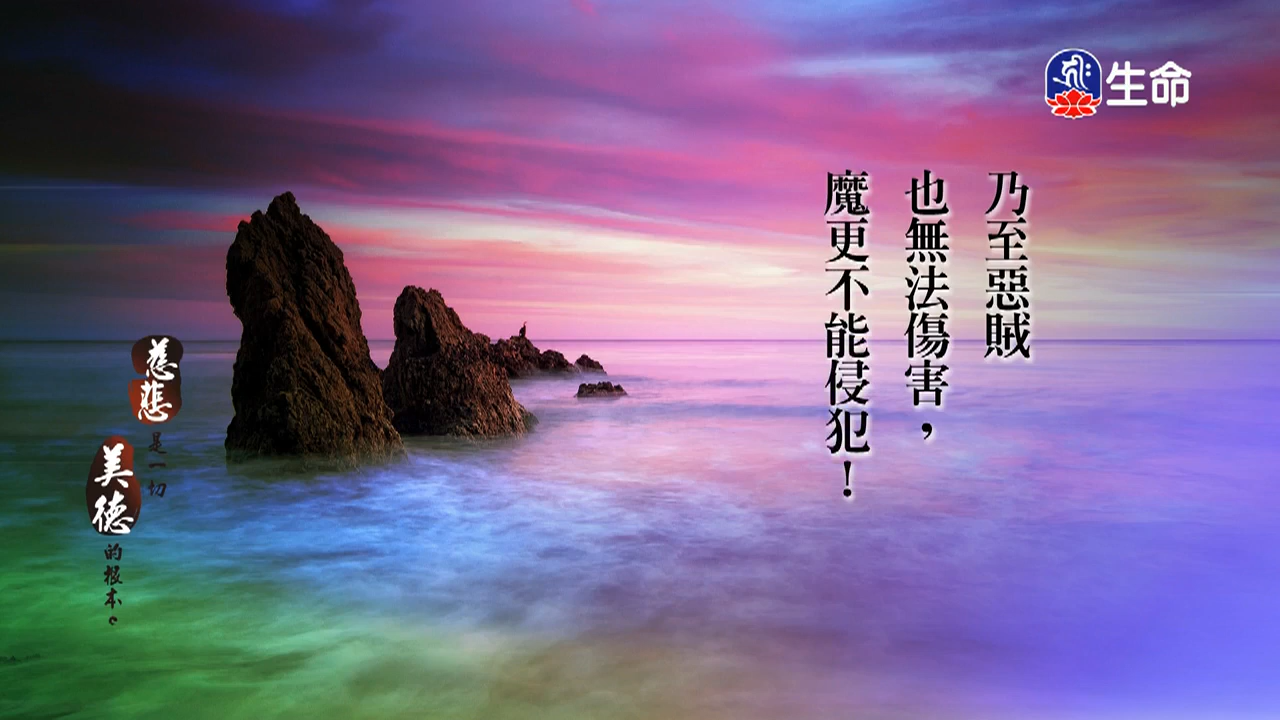 生命
乃至惡賊
也無法傷害，
魔更不能侵犯！
慈悲是一切
美德的根本。